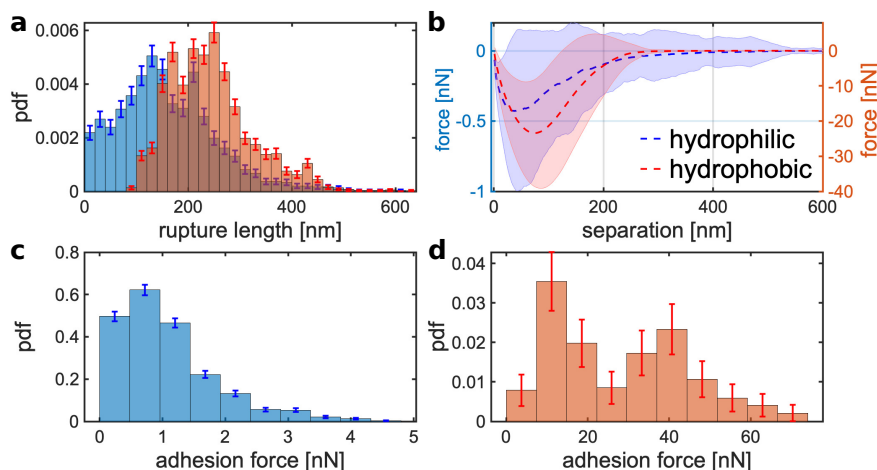 a
0.006
0.004
0.002
0
pdf
0 200 400 600
rupture length [nm]
b
0
-0.5
-1
force [nN]
0
-10
-20
-30
-40
force [nN]
hydrophilic
hydrophobic
0 200 400 600
separation [nm]
c
0.8
0.6
0.4
0.2
0
pdf
0 1 2 3 4 5
adhesion force [nN]
d
0.04
0.03
0.02
0.01
0
pdf
0 20 40 60
adhesion force [nN]